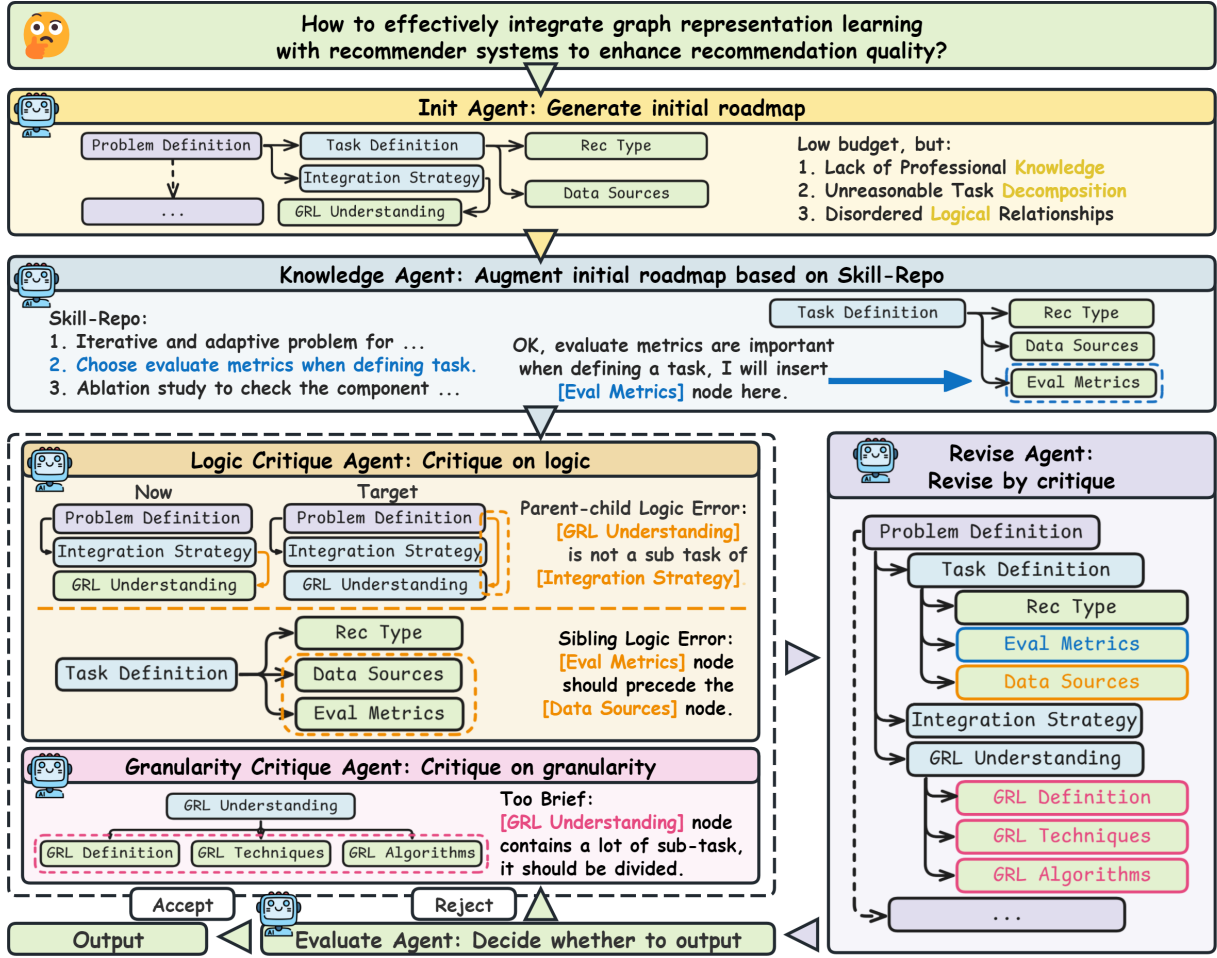 How to effectively integrate graph representation learning
with recommender systems to enhance recommendation quality?
AI
Init Agent: Generate initial roadmap
Problem Definition
Task Definition
Rec Type
Integration Strategy
Data Sources
...
GRL Understanding
Low budget, but:
1. Lack of Professional Knowledge
2. Unreasonable Task Decomposition
3. Disordered Logical Relationships
AI
Knowledge Agent: Augment initial roadmap based on Skill-Repo
Skill-Repo:
1. Iterative and adaptive problem for ...
2. Choose evaluate metrics when defining task.
3. Ablation study to check the component ...
OK, evaluate metrics are important
when defining a task, I will insert
[Eval Metrics] node here.
Task Definition
Rec Type
Data Sources
Eval Metrics
AI
Logic Critique Agent: Critique on logic
Now
Problem Definition
Integration Strategy
GRL Understanding
Target
Problem Definition
Integration Strategy
GRL Understanding
Parent-child Logic Error:
[GRL Understanding]
is not a sub task of
[Integration Strategy].
Task Definition
Rec Type
Data Sources
Eval Metrics
Sibling Logic Error:
[Eval Metrics] node
should precede the
[Data Sources] node.
AI
Granularity Critique Agent: Critique on granularity
GRL Understanding
GRL Definition
GRL Techniques
GRL Algorithms
Too Brief:
[GRL Understanding] node
contains a lot of sub-task,
it should be divided.
AI
Revise Agent:
Revise by critique
Problem Definition
Task Definition
Rec Type
Eval Metrics
Data Sources
Integration Strategy
GRL Understanding
GRL Definition
GRL Techniques
GRL Algorithms
...
Accept
Reject
AI
Output
Evaluate Agent: Decide whether to output